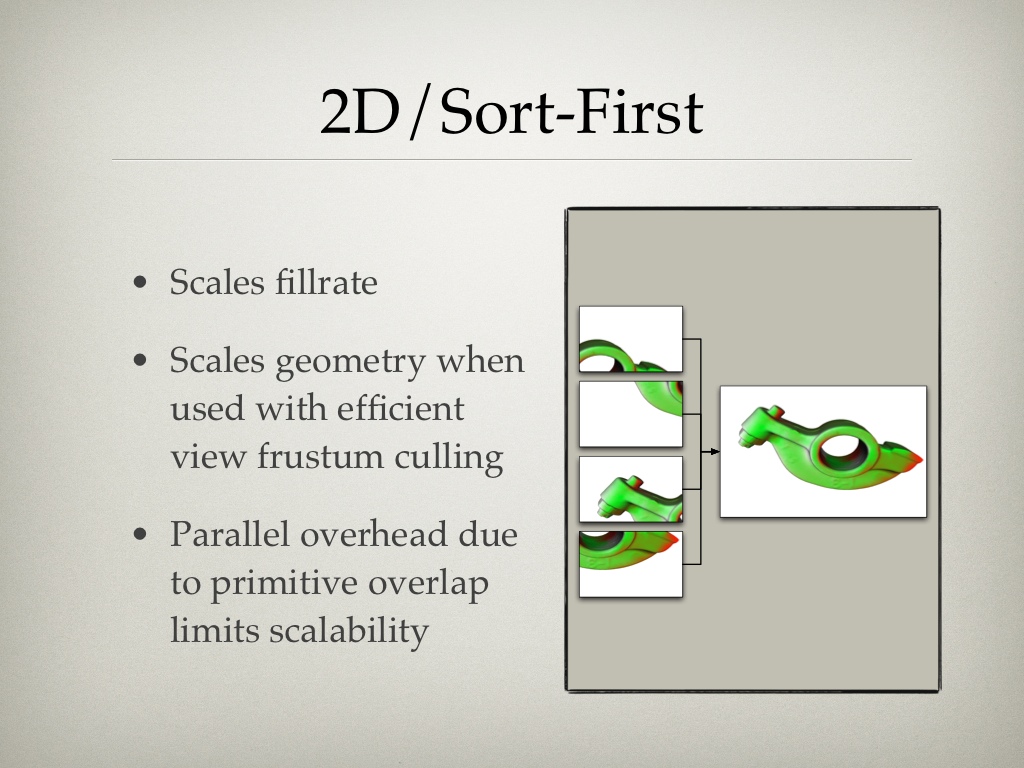 2D/Sort-First
• Scales fillrate
• Scales geometry when
used with efficient
view frustum culling
• Parallel overhead due
to primitive overlap
limits scalability